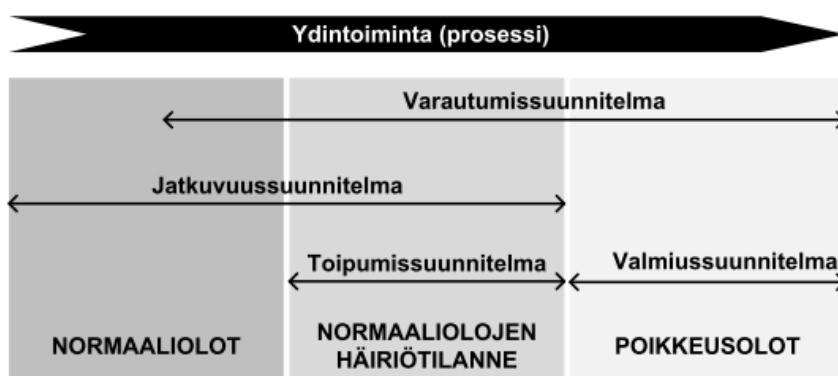 Ydintoiminta (prosessi)
Varautumissuunnitelma
Jatkuvuussuunnitelma
Toipumissuunnitelma
Valmiussuunnitelma
NORMAALIOLOT
NORMAALIOLOJEN
HÄIRIÖTILANNE
POIKKEUSOLOT